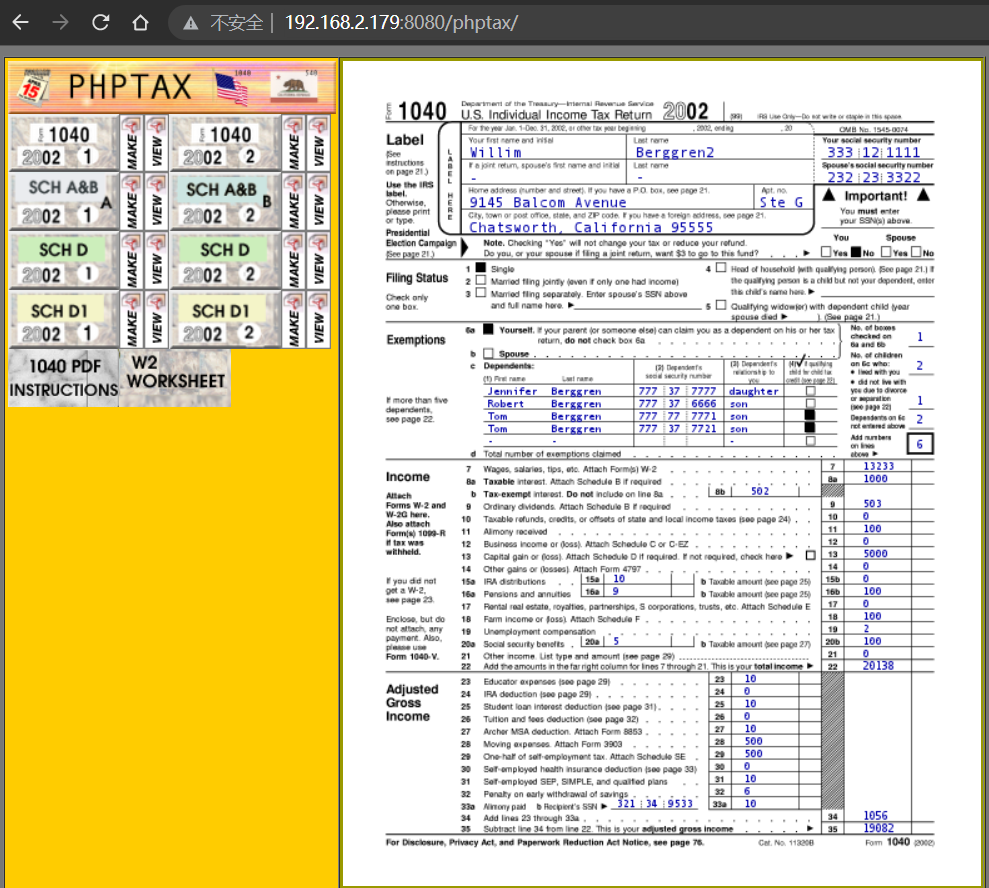 不安全 | 192.168.2.179:8080/phptax/
APRIL 15 PHPTAX 1040 540
Form 1040 2002 1 MAKE VIEW Form 1040 2002 2 MAKE VIEW
SCH A&B 2002 1 A MAKE VIEW SCH A&B 2002 2 B MAKE VIEW
SCH D 2002 1 MAKE VIEW SCH D 2002 2 MAKE VIEW
SCH D1 2002 1 MAKE VIEW SCH D1 2002 2 MAKE VIEW
1040 PDF INSTRUCTIONS W2 WORKSHEET
Form 1040 Department of the Treasury—Internal Revenue Service
U.S. Individual Income Tax Return 2002 (99) IRS Use Only—Do not write or staple in this space
For the year Jan. 1-Dec. 31, 2002, or other tax year beginning , 2002, ending , 20 OMB No. 1545-0074
Label
(See instructions on page 21.)
Use the IRS label.
Otherwise, please print or type.
LABEL HERE
Your first name and initial Last name Your social security number
Willim Berggren2 333 12 1111
If a joint return, spouse's first name and initial Last name Spouse's social security number
- - 232 23 3322
Home address (number and street). If you have a P.O. box, see page 21. Apt. no.
9145 Balcom Avenue Ste G
City, town or post office, state, and ZIP code. If you have a foreign address, see page 21.
Chatsworth, California 95555
▲ Important! ▲
You must enter your SSN(s) above.
Presidential Election Campaign (See page 21.)
Note. Checking "Yes" will not change your tax or reduce your refund.
Do you, or your spouse if filing a joint return, want $3 to go to this fund? You Yes No Spouse Yes No
Filing Status
Check only one box.
1 Single
2 Married filing jointly (even if only one had income)
3 Married filing separately. Enter spouse's SSN above and full name here.
4 Head of household (with qualifying person). (See page 21.) If the qualifying person is a child but not your dependent, enter this child's name here.
5 Qualifying widow(er) with dependent child (year spouse died ). (See page 21.)
Exemptions
6a Yourself. If your parent (or someone else) can claim you as a dependent on his or her tax return, do not check box 6a
b Spouse
c Dependents:
(1) First name Last name (2) Dependent's social security number (3) Dependent's relationship to you (4) if qualifying child for child tax credit (see page 22)
Jennifer Berggren 777 37 7777 daughter
Robert Berggren 777 37 6666 son
Tom Berggren 777 77 7771 son
Tom Berggren 777 37 7721 son
- - -
If more than five dependents, see page 22.
d Total number of exemptions claimed
No. of boxes checked on 6a and 6b 1
No. of children on 6c who:
• lived with you 2
• did not live with you due to divorce or separation (see page 22) 1
Dependents on 6c not entered above 2
Add numbers on lines above 6
Income
Attach Forms W-2 and W-2G here. Also attach Form(s) 1099-R if tax was withheld.
If you did not get a W-2, see page 23.
Enclose, but do not attach, any payment. Also, please use Form 1040-V.
7 Wages, salaries, tips, etc. Attach Form(s) W-2 7 13233
8a Taxable interest. Attach Schedule B if required 8a 1000
b Tax-exempt interest. Do not include on line 8a 8b 502
9 Ordinary dividends. Attach Schedule B if required 9 503
10 Taxable refunds, credits, or offsets of state and local income taxes (see page 24) 10 0
11 Alimony received 11 100
12 Business income or (loss). Attach Schedule C or C-EZ 12 0
13 Capital gain or (loss). Attach Schedule D if required. If not required, check here 13 5000
14 Other gains or (losses). Attach Form 4797 14 0
15a IRA distributions 15a 10 b Taxable amount (see page 25) 15b 0
16a Pensions and annuities 16a 9 b Taxable amount (see page 25) 16b 100
17 Rental real estate, royalties, partnerships, S corporations, trusts, etc. Attach Schedule E 17 0
18 Farm income or (loss). Attach Schedule F 18 100
19 Unemployment compensation 19 2
20a Social security benefits 20a 5 b Taxable amount (see page 27) 20b 100
21 Other income. List type and amount (see page 29) 21 0
22 Add the amounts in the far right column for lines 7 through 21. This is your total income 22 20138
Adjusted Gross Income
23 Educator expenses (see page 29) 23 10
24 IRA deduction (see page 29) 24 0
25 Student loan interest deduction (see page 31) 25 10
26 Tuition and fees deduction (see page 32) 26 0
27 Archer MSA deduction. Attach Form 8853 27 10
28 Moving expenses. Attach Form 3903 28 500
29 One-half of self-employment tax. Attach Schedule SE 29 500
30 Self-employed health insurance deduction (see page 33) 30 0
31 Self-employed SEP, SIMPLE, and qualified plans 31 10
32 Penalty on early withdrawal of savings 32 6
33a Alimony paid b Recipient's SSN 321 34 9533 33a 10
34 Add lines 23 through 33a 34 1056
35 Subtract line 34 from line 22. This is your adjusted gross income 35 19082
For Disclosure, Privacy Act, and Paperwork Reduction Act Notice, see page 76. Cat. No. 11320B Form 1040 (2002)